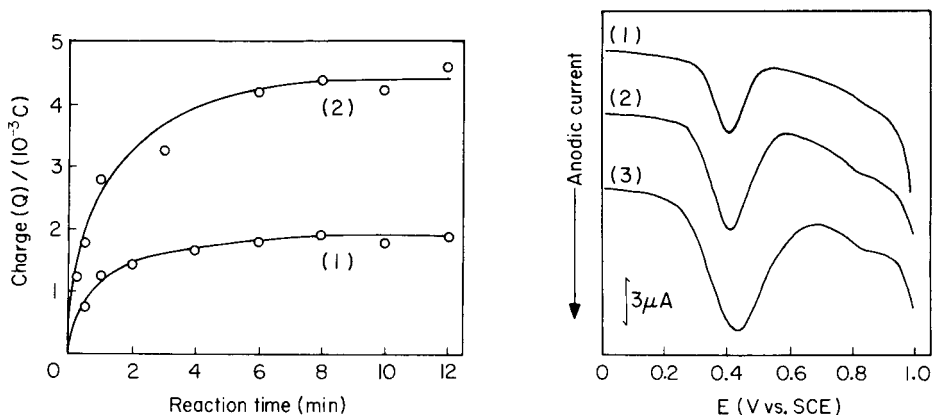 Charge (Q) / (10⁻³C)
5
4
3
2
1
0
(2)
(1)
0 2 4 6 8 10 12
Reaction time (min)
Anodic current
(1)
(2)
(3)
3μA
0 0.2 0.4 0.6 0.8 1.0
E (V vs. SCE)